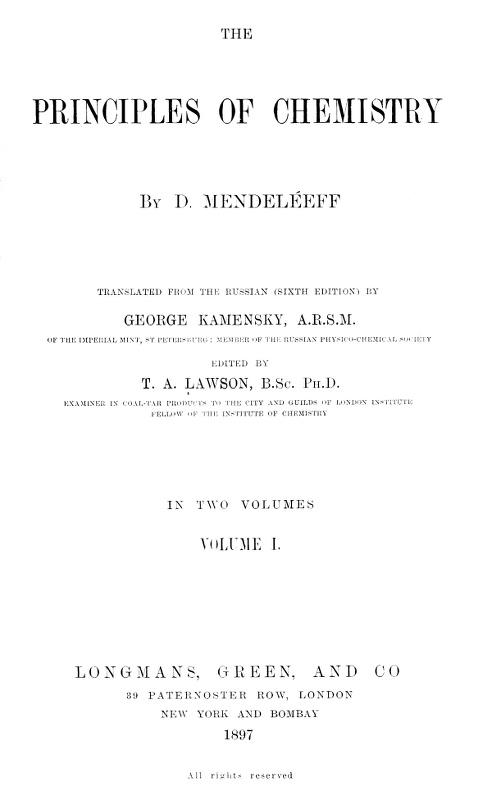 THE
PRINCIPLES OF CHEMISTRY
BY D. MENDELÉEFF
TRANSLATED FROM THE RUSSIAN (SIXTH EDITION) BY
GEORGE KAMENSKY, A.R.S.M.
OF THE IMPERIAL MINT, ST PETERSBURG; MEMBER OF THE RUSSIAN PHYSICO-CHEMICAL SOCIETY
EDITED BY
T. A. LAWSON, B.Sc. PH.D.
EXAMINER IN COAL-TAR PRODUCTS TO THE CITY AND GUILDS OF LONDON INSTITUTE
FELLOW OF THE INSTITUTE OF CHEMISTRY
IN TWO VOLUMES
VOLUME I.
LONGMANS, GREEN, AND CO
39 PATERNOSTER ROW, LONDON
NEW YORK AND BOMBAY
1897
All rights reserved